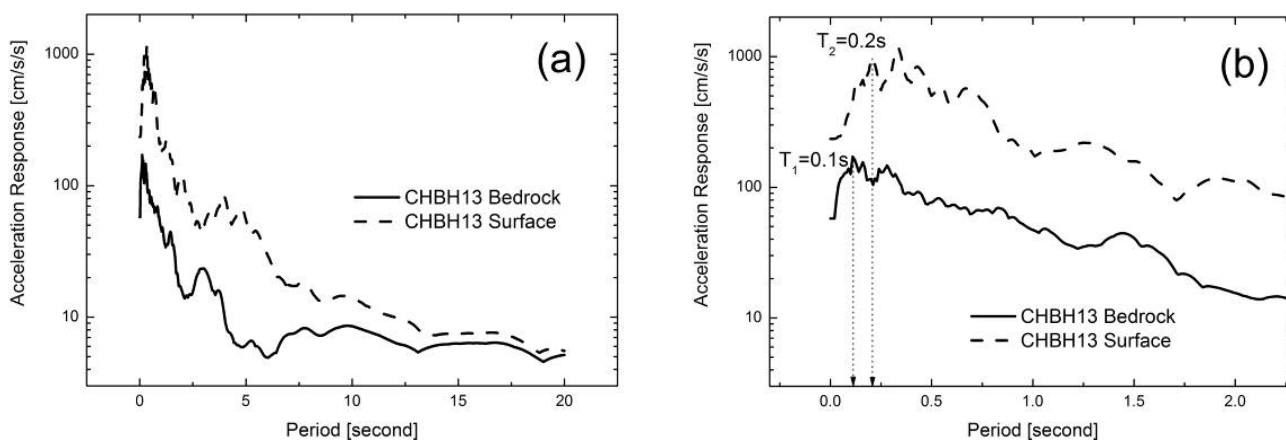 (a)
Acceleration Response [cm/s/s]
1000
100
10
CHBH13 Bedrock
CHBH13 Surface
0
5
10
15
20
Period [second]
(b)
Acceleration Response [cm/s/s]
1000
100
10
T₂=0.2s
T₁=0.1s
CHBH13 Bedrock
CHBH13 Surface
0.0
0.5
1.0
1.5
2.0
Period [second]